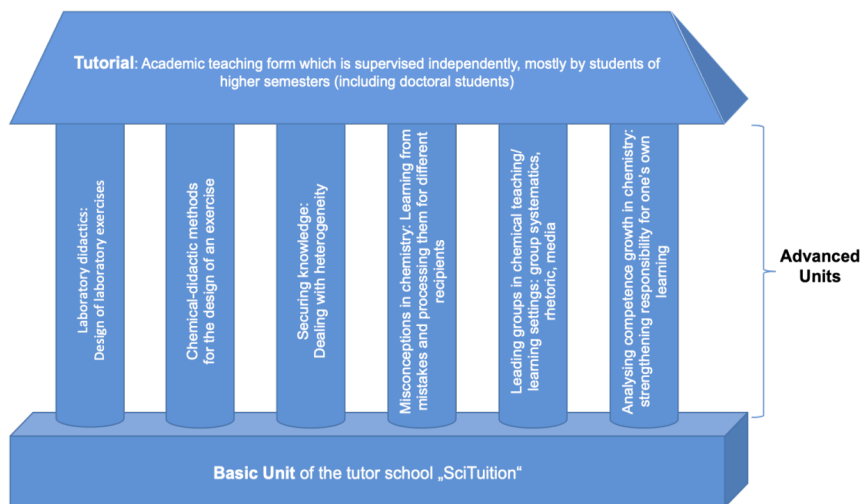 Tutorial: Academic teaching form which is supervised independently, mostly by students of
higher semesters (including doctoral students)
Laboratory didactics:
Design of laboratory exercises
Chemical-didactic methods
for the design of an exercise
Securing knowledge:
Dealing with heterogeneity
Misconceptions in chemistry: Learning from
mistakes and processing them for different
recipients
Leading groups in chemical teaching/
learning settings: group systematics,
rhetoric, media
Analysing competence growth in chemistry:
strengthening responsibility for one's own
learning
Advanced
Units
Basic Unit of the tutor school „SciTuition“